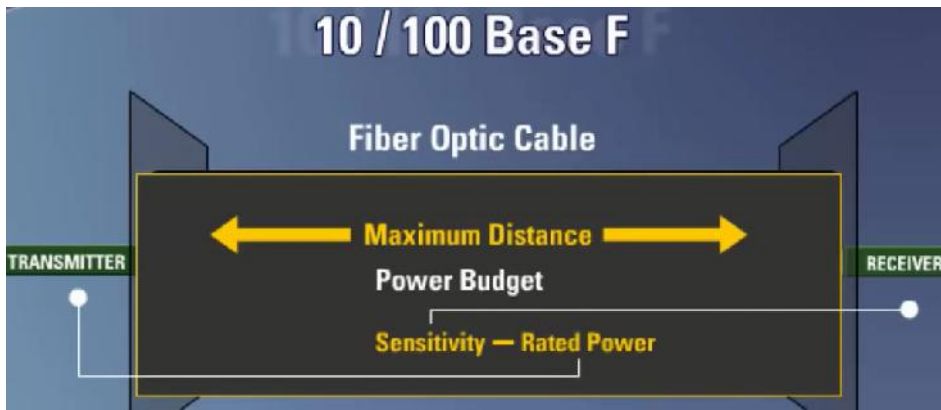 10 / 100 Base F
Fiber Optic Cable
Maximum Distance
TRANSMITTER
RECEIVER
Power Budget
Sensitivity — Rated Power